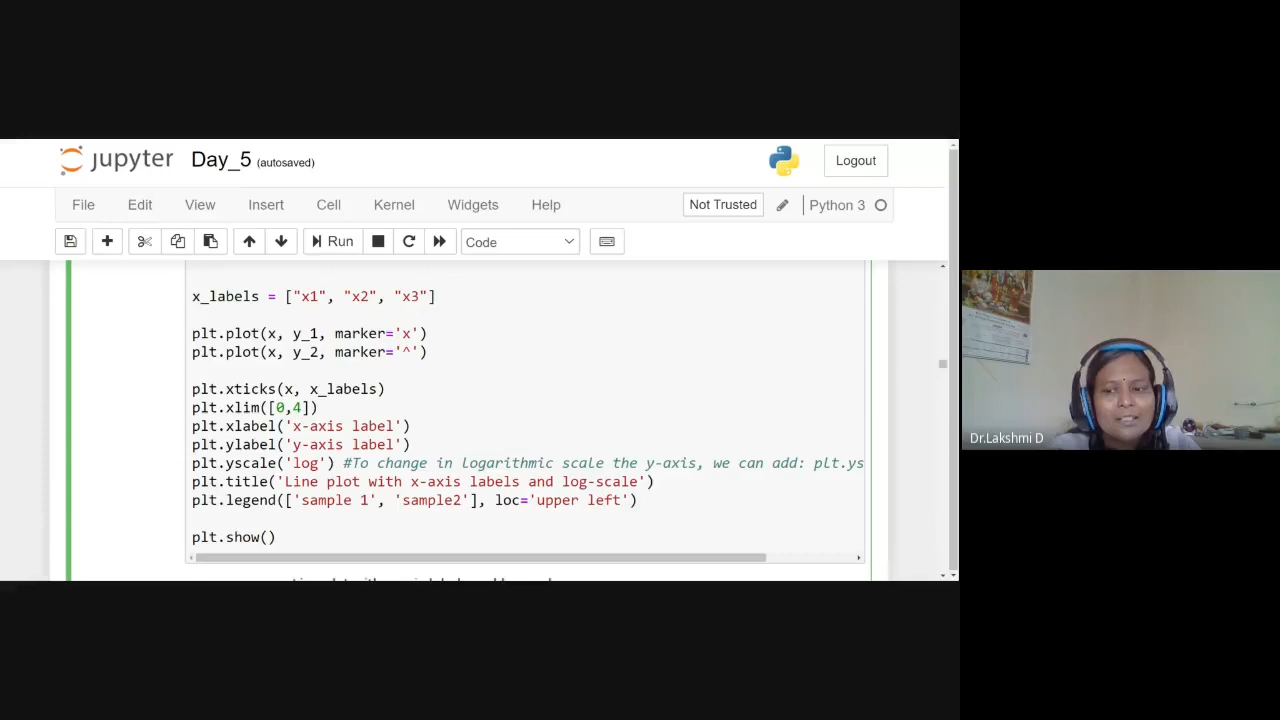 jupyter Day_5 (autosaved)
Logout
File Edit View Insert Cell Kernel Widgets Help Not Trusted Python 3
Run Code
x_labels = ["x1", "x2", "x3"]
plt.plot(x, y_1, marker='x')
plt.plot(x, y_2, marker='^')
plt.xticks(x, x_labels)
plt.xlim([0,4])
plt.xlabel('x-axis label')
plt.ylabel('y-axis label')
plt.yscale('log') #To change in logarithmic scale the y-axis, we can add: plt.ys
plt.title('Line plot with x-axis labels and log-scale')
plt.legend(['sample 1', 'sample2'], loc='upper left')
plt.show()
Dr.Lakshmi D